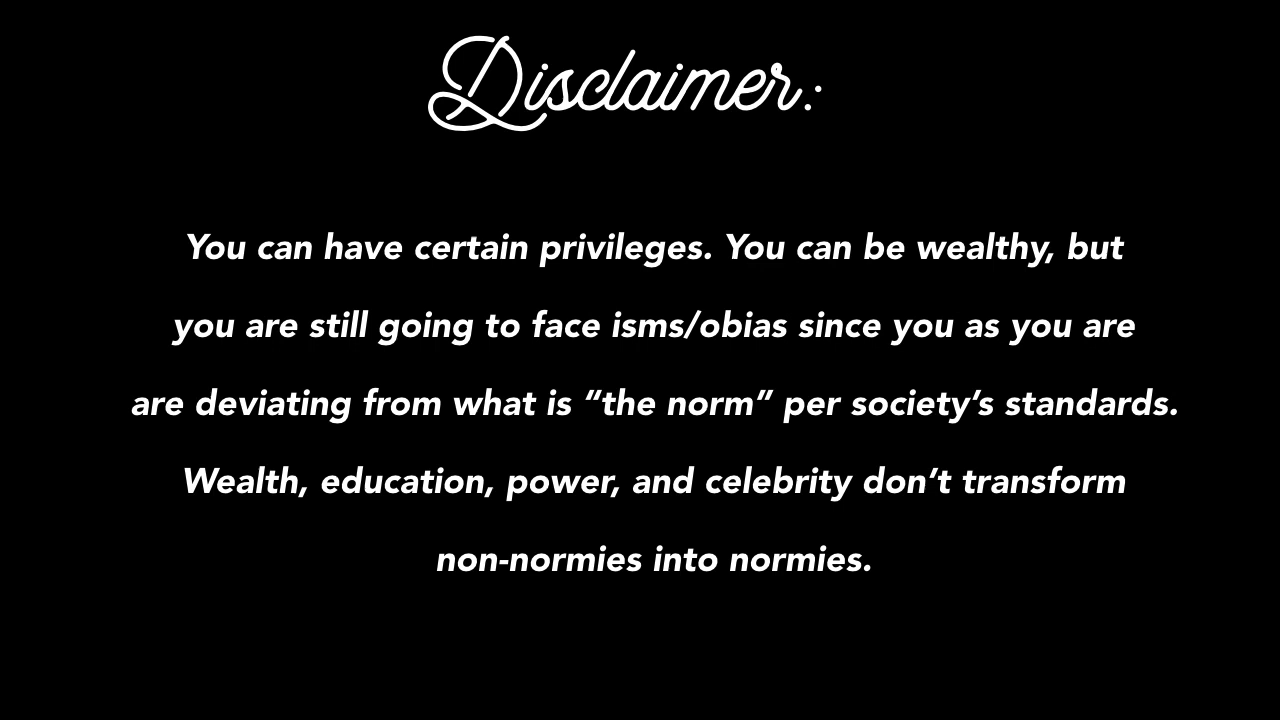 Disclaimer:
You can have certain privileges. You can be wealthy, but
you are still going to face isms/obias since you as you are
are deviating from what is “the norm” per society’s standards.
Wealth, education, power, and celebrity don’t transform
non-normies into normies.